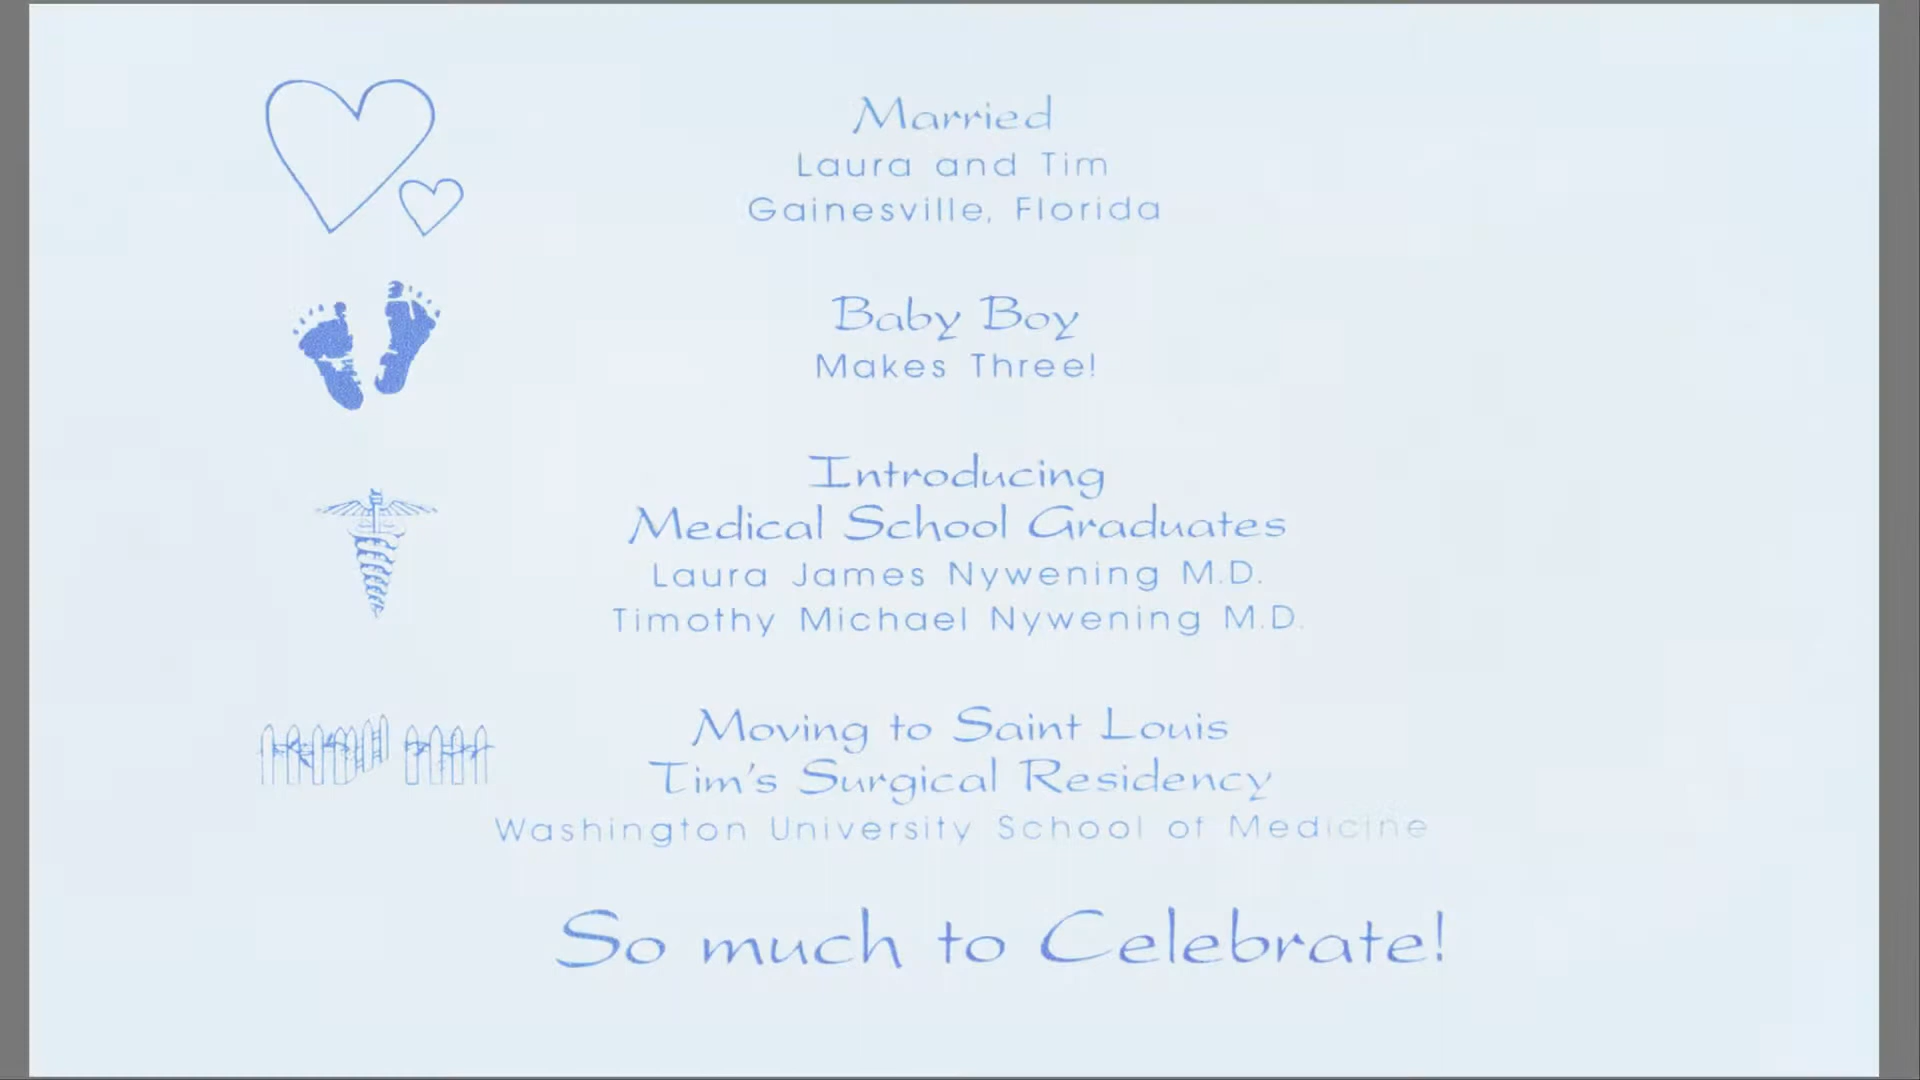 Married
Laura and Tim
Gainesville, Florida
Baby Boy
Makes Three!
Introducing
Medical School Graduates
Laura James Nywening M.D.
Timothy Michael Nywening M.D.
Moving to Saint Louis
Tim's Surgical Residency
Washington University School of Medicine
So much to Celebrate!